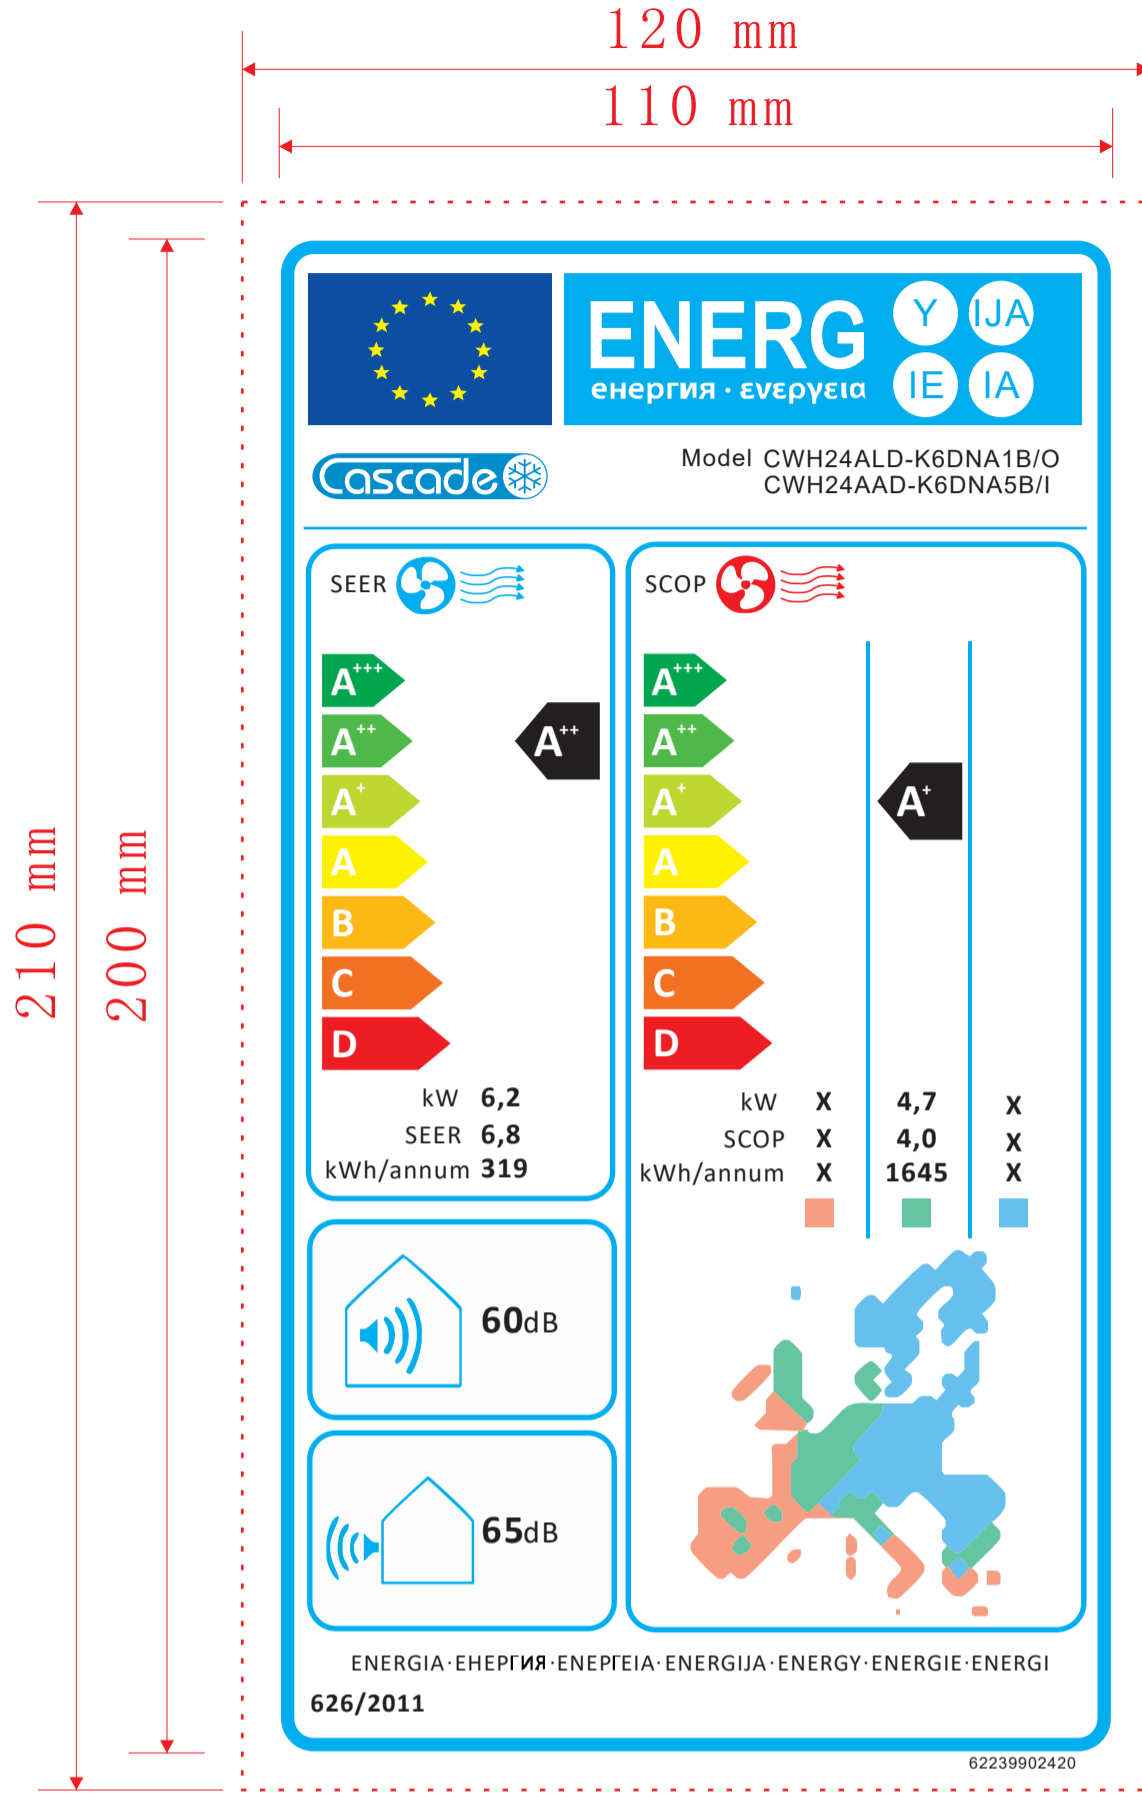 120 mm
110 mm
210 mm
200 mm
ENERG
енергия · ενεργεια
Y IJA
IE IA
Cascade
Model CWH24ALD-K6DNA1B/O
CWH24AAD-K6DNA5B/I
SEER
A+++
A++
A+
A
B
C
D
A++
kW 6,2
SEER 6,8
kWh/annum 319
SCOP
A+++
A++
A+
A
B
C
D
A+
kW X 4,7 X
SCOP X 4,0 X
kWh/annum X 1645 X
60dB
65dB
ENERGIA·ЕНЕРГИЯ·ΕΝΕΡΓΕΙΑ·ENERGIJA·ENERGY·ENERGIE·ENERGI
626/2011
62239902420